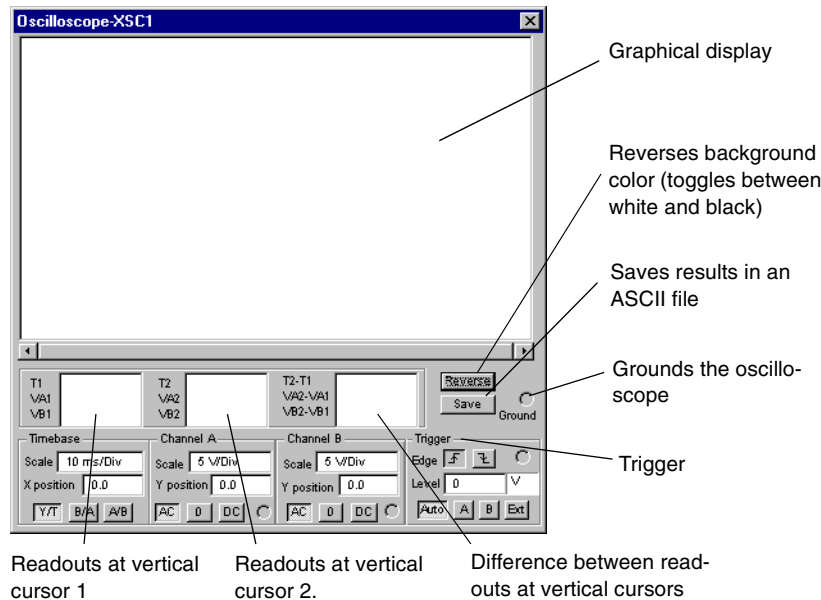 Oscilloscope-XSC1
Graphical display
Reverses background
color (toggles between
white and black)
Saves results in an
ASCII file
Grounds the oscillo-
scope
Trigger
T1
VA1
VB1
T2
VA2
VB2
T2-T1
VA2-VA1
VB2-VB1
Reverse
Save
Ground
Timebase
Scale 10 ms/Div
X position 0.0
Y/T B/A A/B
Channel A
Scale 5 V/Div
Y position 0.0
AC 0 DC
Channel B
Scale 5 V/Div
Y position 0.0
AC 0 DC
Trigger
Edge
Level 0 V
Auto A B Ext
Readouts at vertical
cursor 1
Readouts at vertical
cursor 2.
Difference between read-
outs at vertical cursors